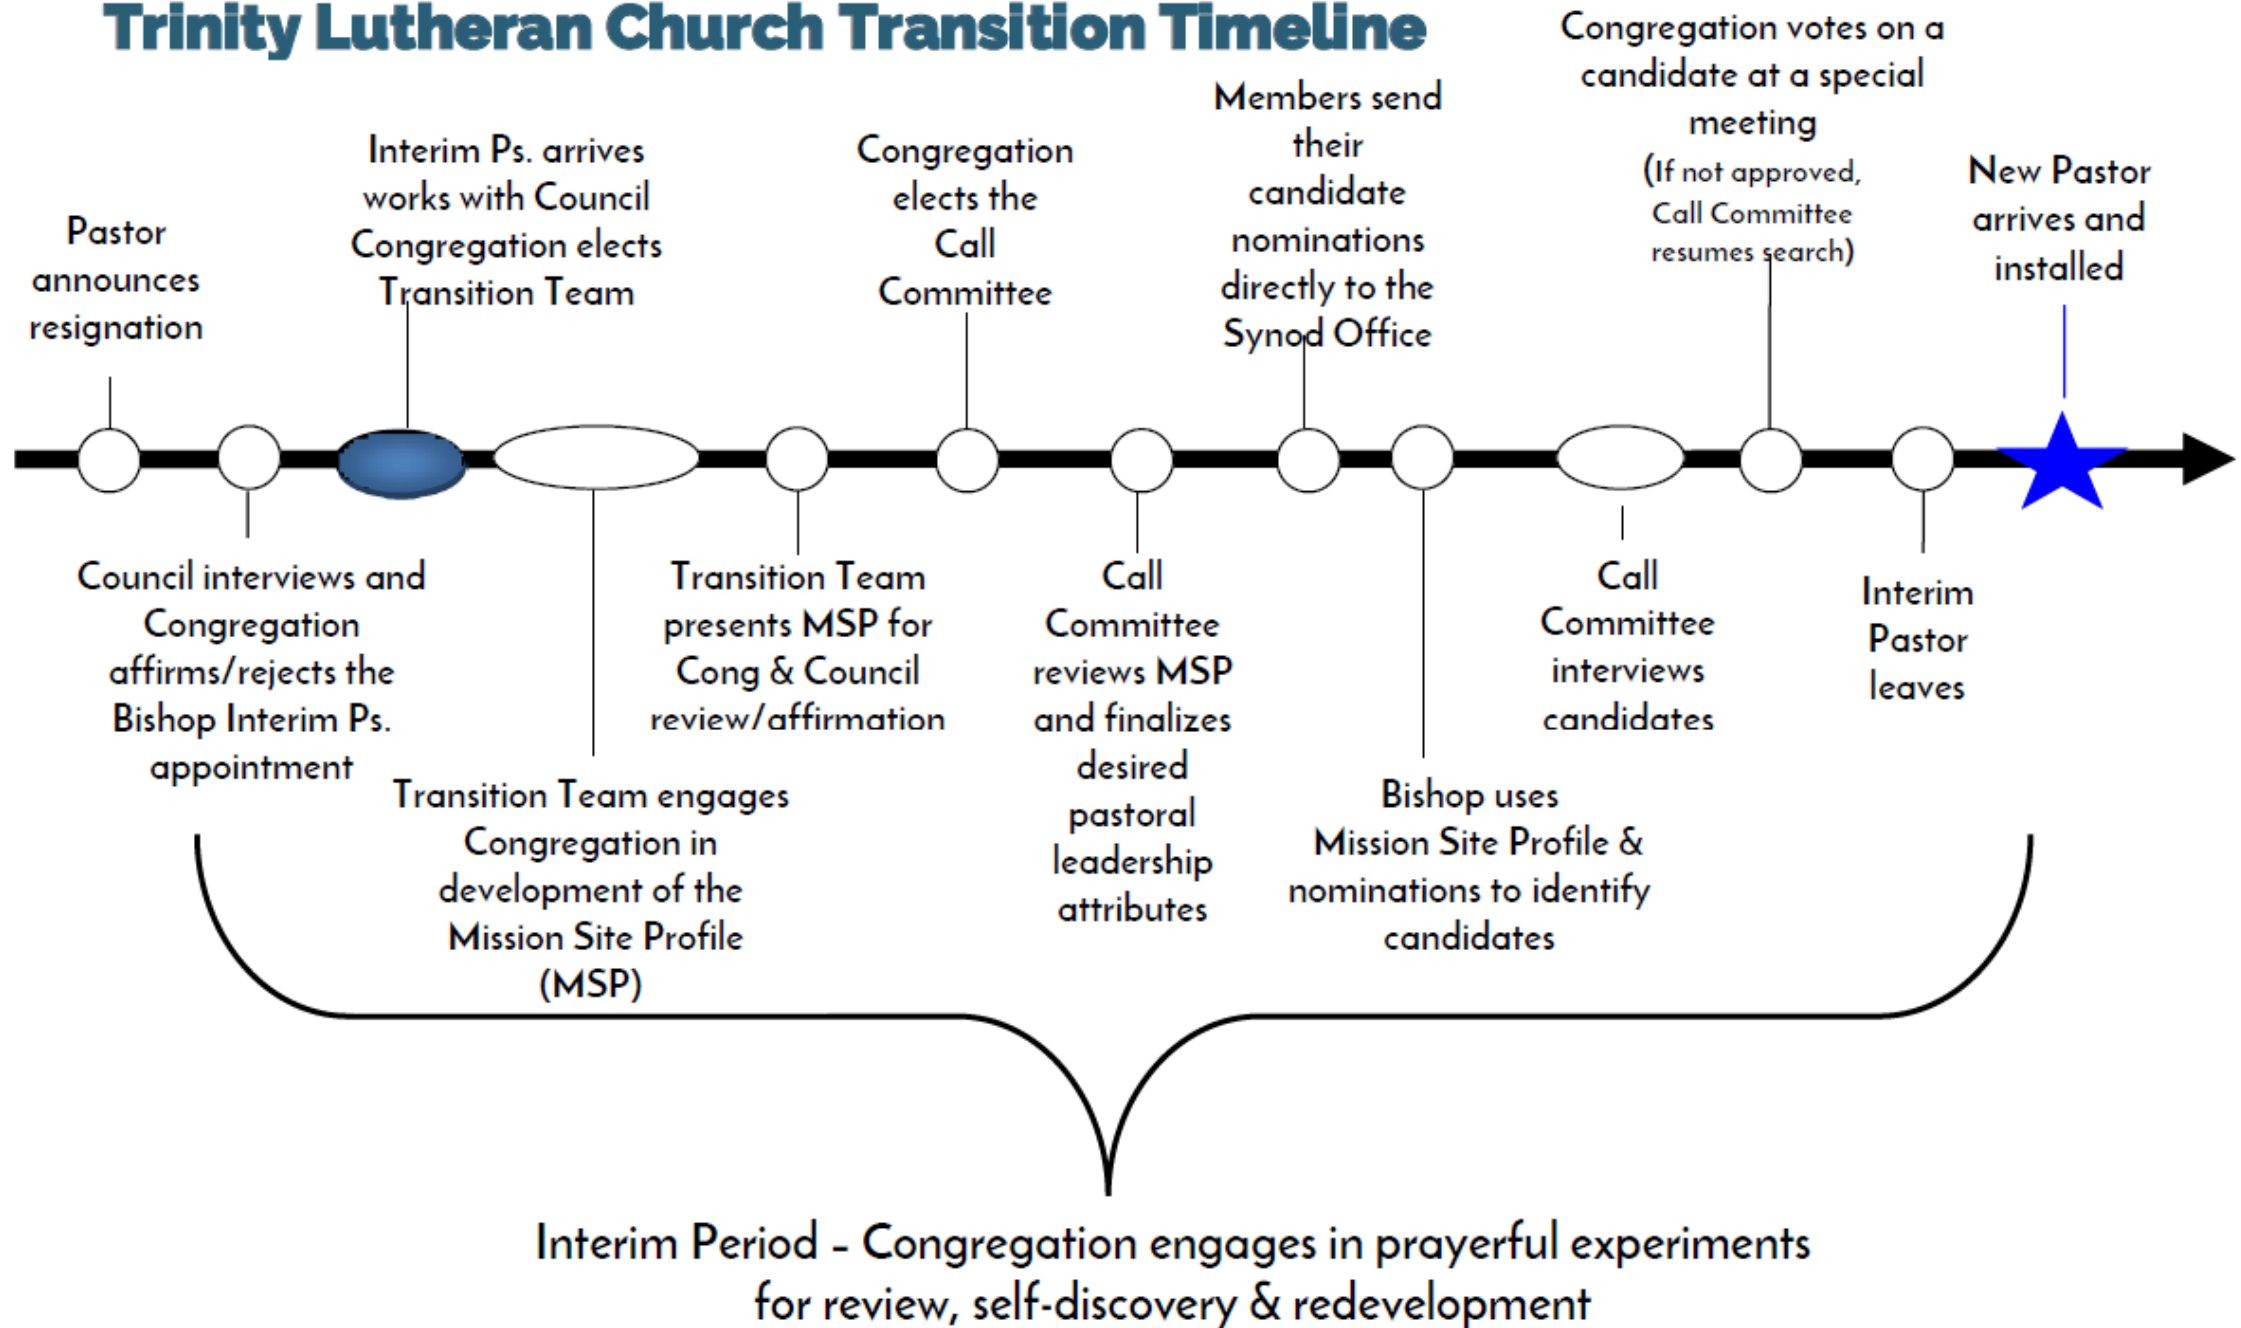 Trinity Lutheran Church Transition Timeline
Pastor
announces
resignation
Council interviews and
Congregation
affirms/rejects the
Bishop Interim Ps.
appointment
Interim Ps. arrives
works with Council
Congregation elects
Transition Team
Transition Team engages
Congregation in
development of the
Mission Site Profile
(MSP)
Transition Team
presents MSP for
Cong & Council
review/affirmation
Congregation
elects the
Call
Committee
Call
Committee
reviews MSP
and finalizes
desired
pastoral
leadership
attributes
Members send
their
candidate
nominations
directly to the
Synod Office
Bishop uses
Mission Site Profile &
nominations to identify
candidates
Call
Committee
interviews
candidates
Congregation votes on a
candidate at a special
meeting
(If not approved,
Call Committee
resumes search)
Interim
Pastor
leaves
New Pastor
arrives and
installed
Interim Period – Congregation engages in prayerful experiments
for review, self-discovery & redevelopment